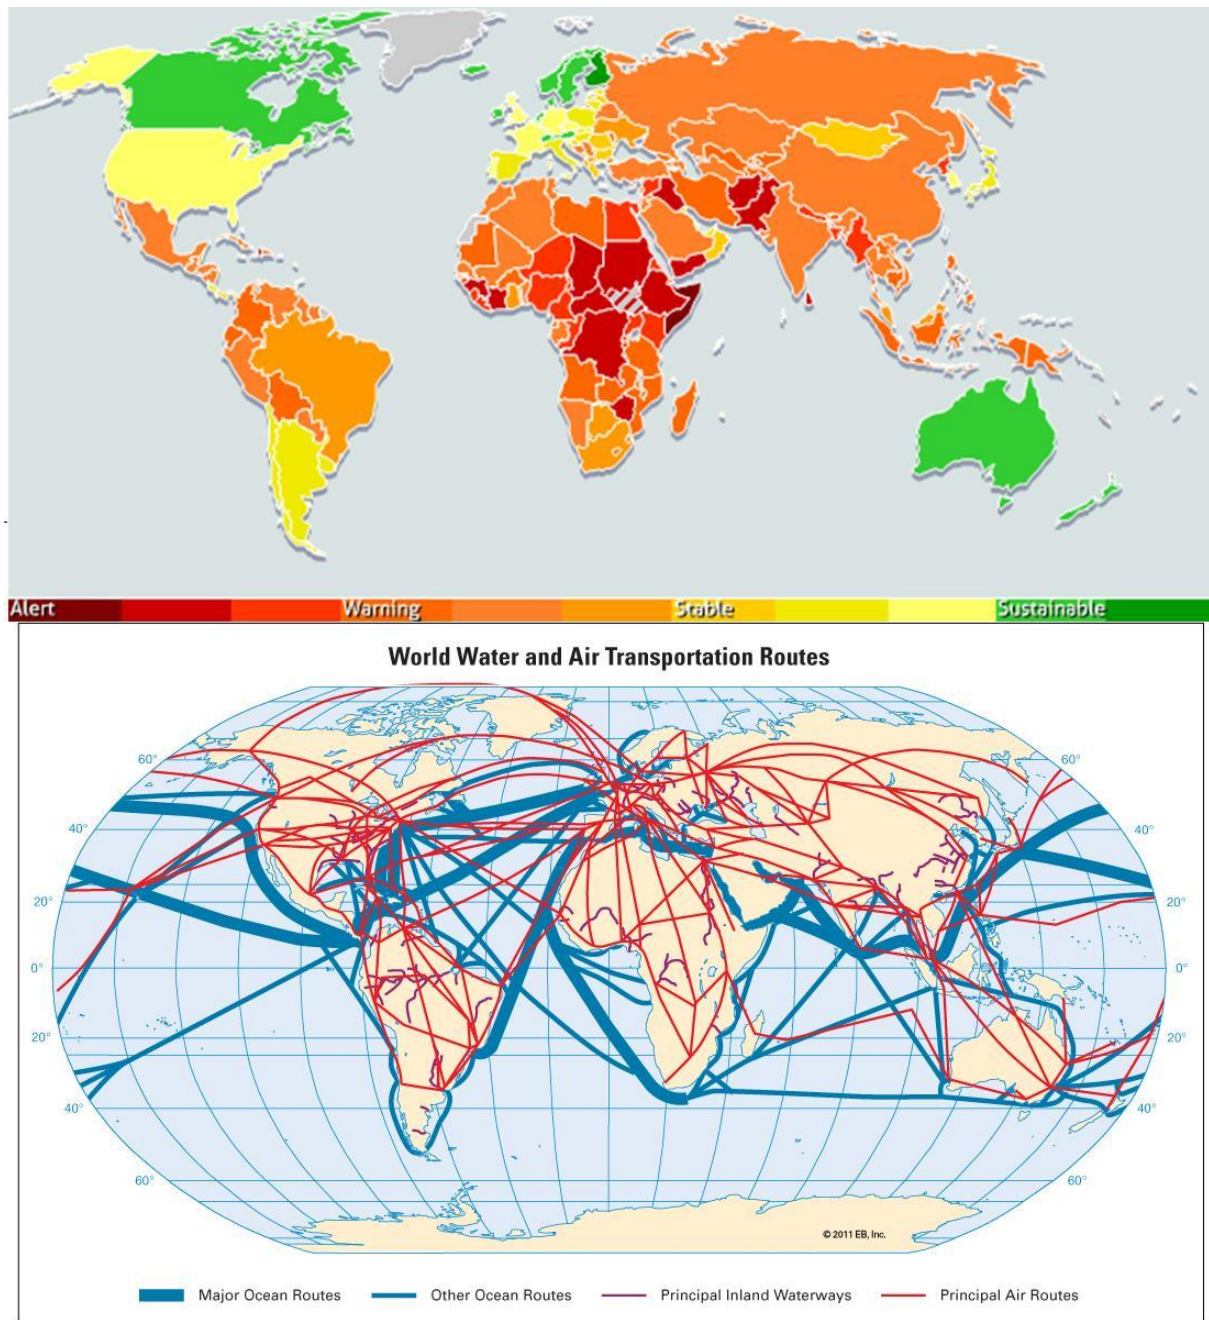 Alert Warning Stable Sustainable
World Water and Air Transportation Routes
60° 60°
40° 40°
20° 20°
0° 0°
20° 20°
40° 40°
60° 60°
© 2011 EB, Inc.
Major Ocean Routes Other Ocean Routes Principal Inland Waterways Principal Air Routes